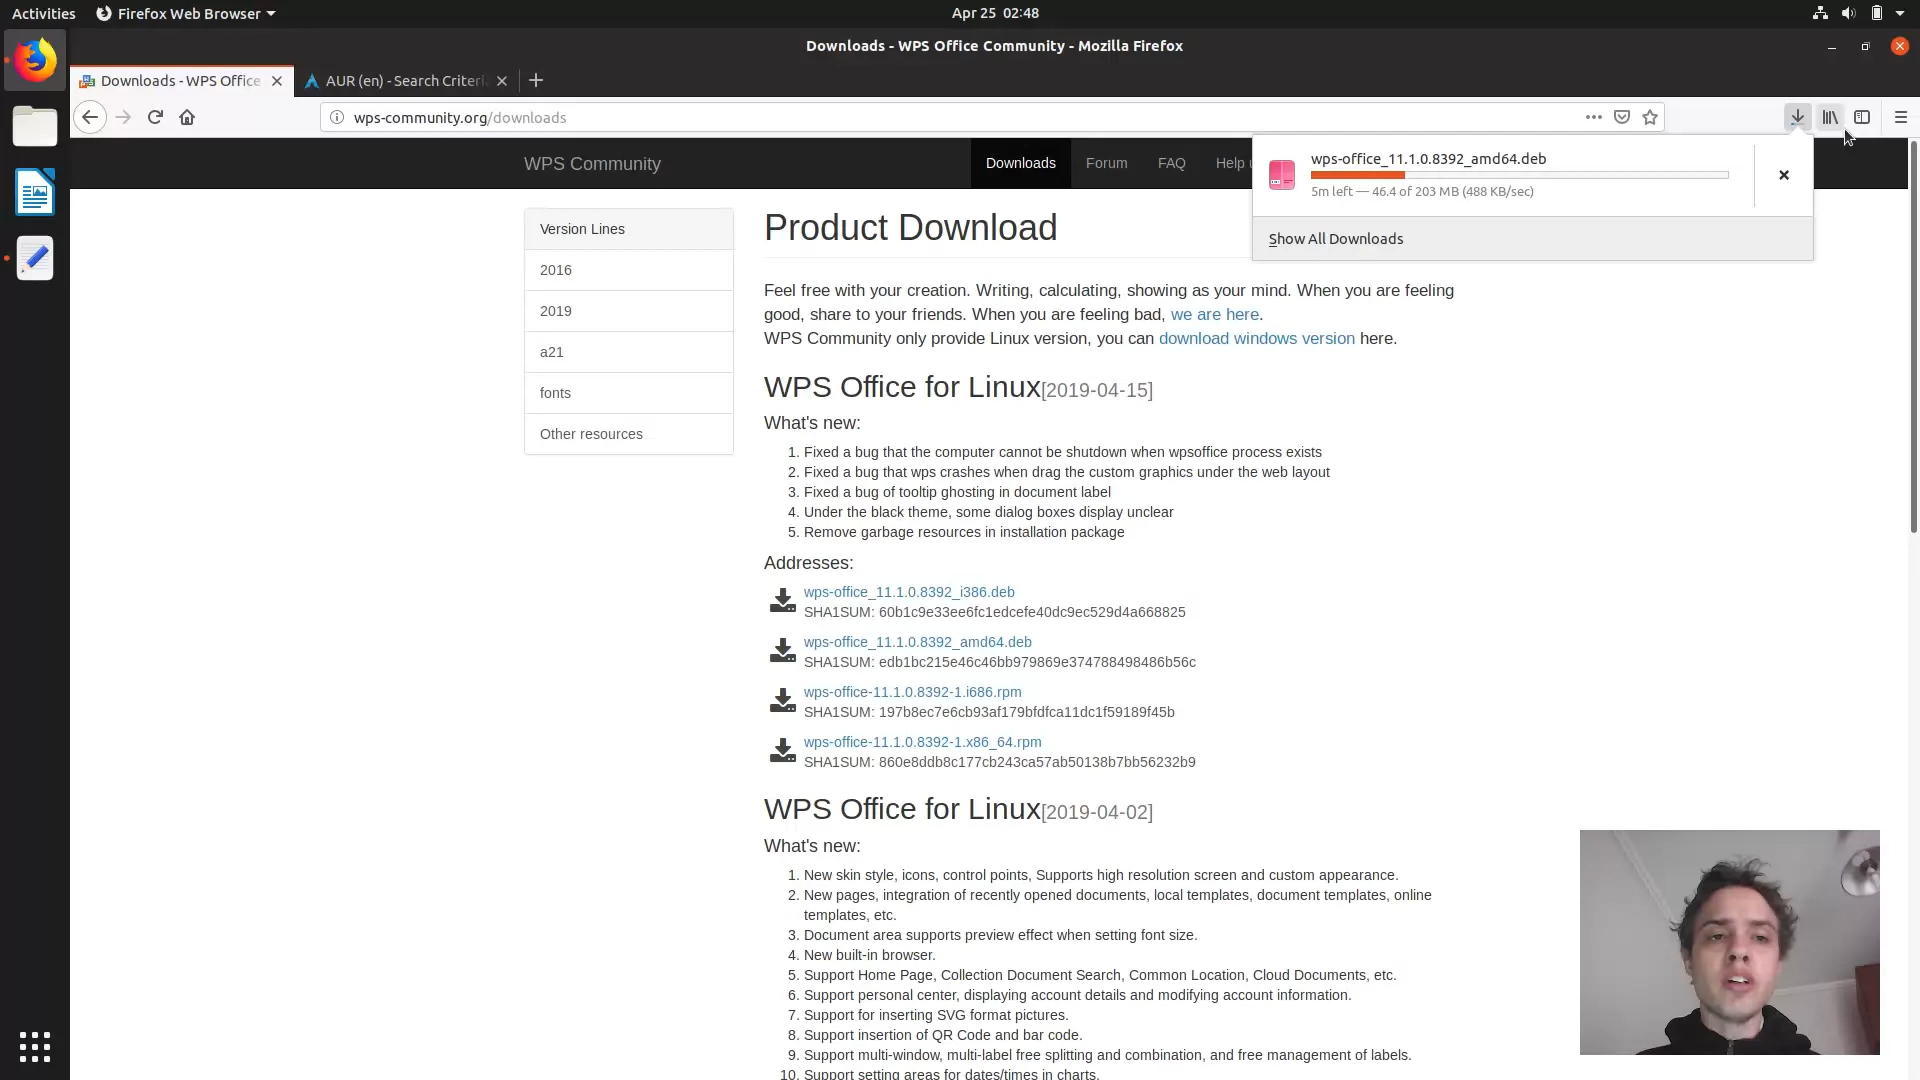 Activities
Firefox Web Browser
Apr 25 02:48
Downloads - WPS Office Community - Mozilla Firefox
Downloads - WPS Office
AUR (en) - Search Criteri
wps-community.org/downloads
wps-office_11.1.0.8392_amd64.deb
5m left — 46.4 of 203 MB (488 KB/sec)
Show All Downloads
WPS Community
Downloads
Forum
FAQ
Help u
Version Lines
2016
2019
a21
fonts
Other resources
Product Download
Feel free with your creation. Writing, calculating, showing as your mind. When you are feeling
good, share to your friends. When you are feeling bad, we are here.
WPS Community only provide Linux version, you can download windows version here.
WPS Office for Linux[2019-04-15]
What's new:
1. Fixed a bug that the computer cannot be shutdown when wpsoffice process exists
2. Fixed a bug that wps crashes when drag the custom graphics under the web layout
3. Fixed a bug of tooltip ghosting in document label
4. Under the black theme, some dialog boxes display unclear
5. Remove garbage resources in installation package
Addresses:
wps-office_11.1.0.8392_i386.deb
SHA1SUM: 60b1c9e33ee6fc1edcefe40dc9ec529d4a668825
wps-office_11.1.0.8392_amd64.deb
SHA1SUM: edb1bc215e46c46bb979869e374788498486b56c
wps-office-11.1.0.8392-1.i686.rpm
SHA1SUM: 197b8ec7e6cb93af179bfdfca11dc1f59189f45b
wps-office-11.1.0.8392-1.x86_64.rpm
SHA1SUM: 860e8ddb8c177cb243ca57ab50138b7bb56232b9
WPS Office for Linux[2019-04-02]
What's new:
1. New skin style, icons, control points, Supports high resolution screen and custom appearance.
2. New pages, integration of recently opened documents, local templates, document templates, online
templates, etc.
3. Document area supports preview effect when setting font size.
4. New built-in browser.
5. Support Home Page, Collection Document Search, Common Location, Cloud Documents, etc.
6. Support personal center, displaying account details and modifying account information.
7. Support for inserting SVG format pictures.
8. Support insertion of QR Code and bar code.
9. Support multi-window, multi-label free splitting and combination, and free management of labels.
10. Support setting areas for dates/times in charts.